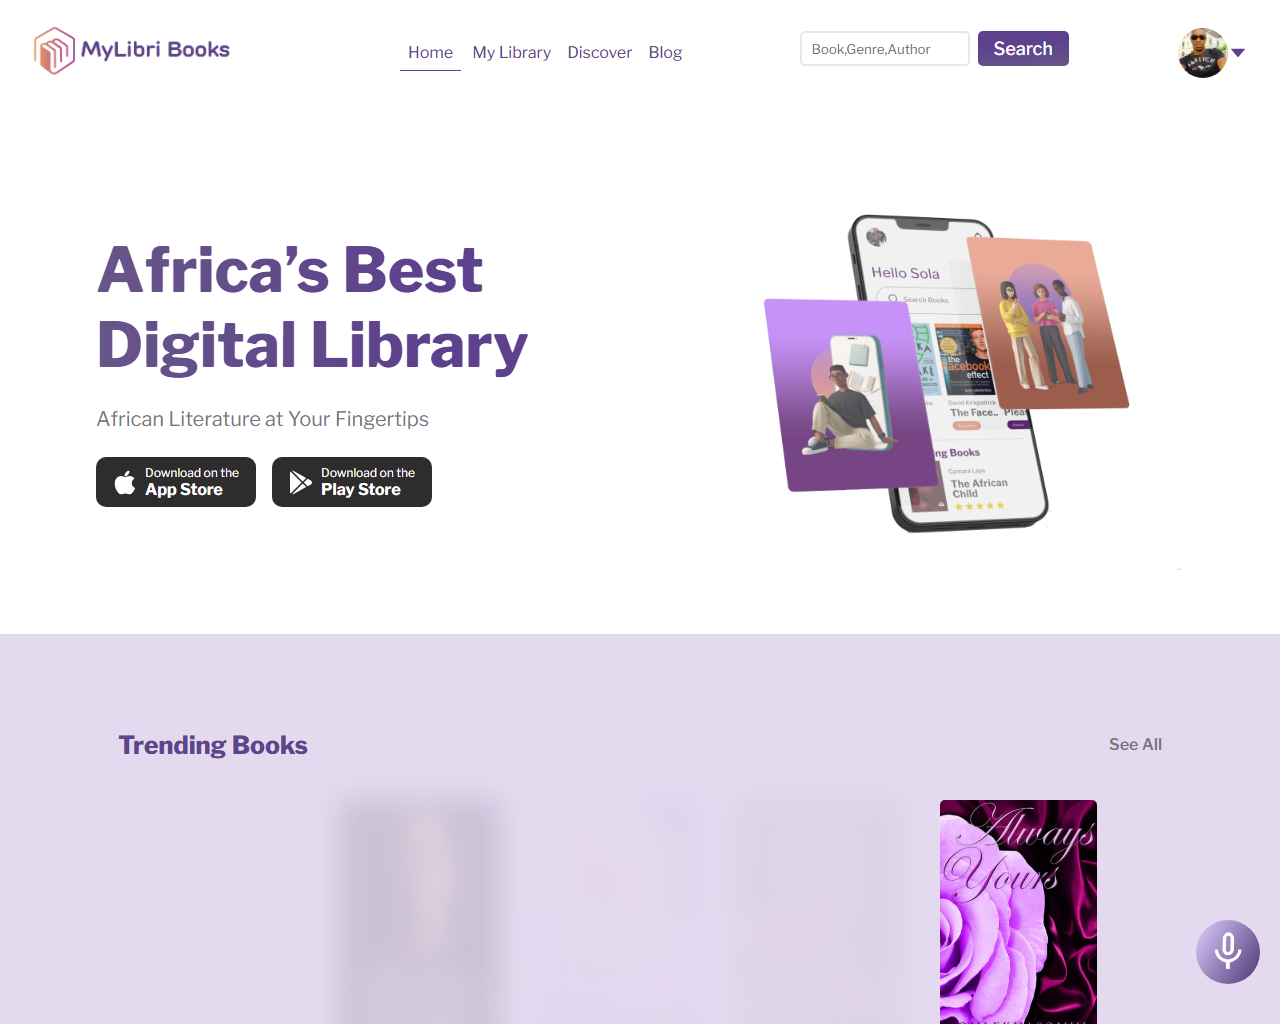 MyLibri Books
Home
My Library
Discover
Blog
Book,Genre,Author
Search
Africa’s Best
Digital Library
African Literature at Your Fingertips
Download on the
App Store
Download on the
Play Store
Hello Sola
Search Books
the
facebook
effect
David Kirkpatrick
The Face..
Pleas
ng Books
Camara Laye
The African
Child
Trending Books
See All
Always
Yours